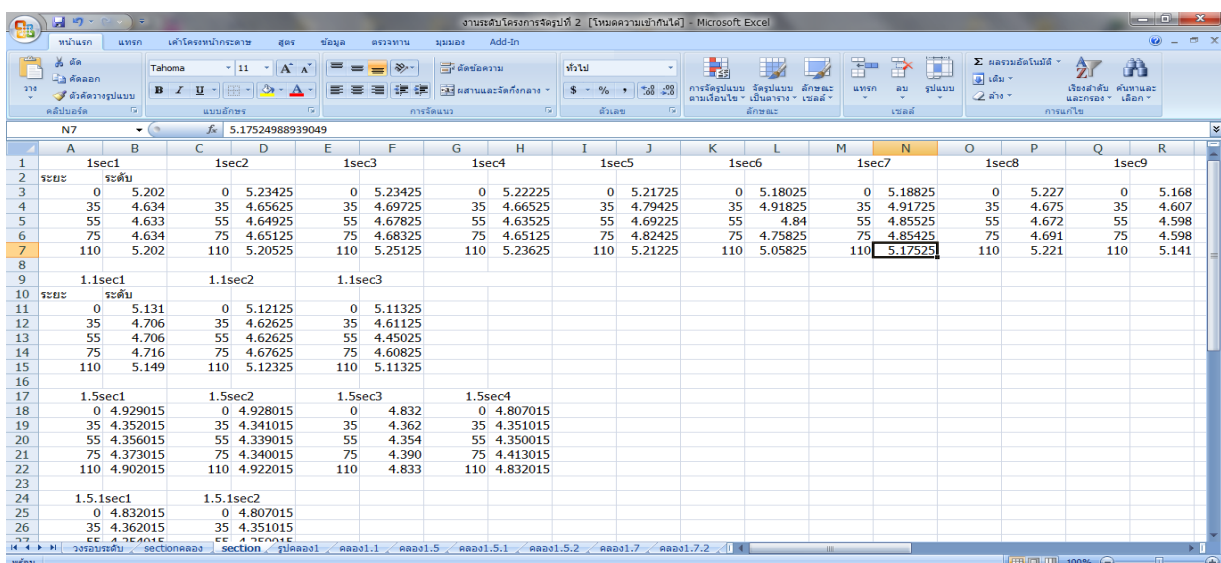 งานระดับโครงการจัดรูปที่ 2 [โหมดความเข้ากันได้] - Microsoft Excel
หน้าแรก แทรก เค้าโครงหน้ากระดาษ สูตร ข้อมูล ตรวจทาน มุมมอง Add-In
ตัด
คัดลอก
วาง ตัวคัดวางรูปแบบ
คลิปบอร์ด
Tahoma 11
แบบอักษร
ตัดข้อความ
ผสานและจัดกึ่งกลาง
การจัดแนว
ทั่วไป
ตัวเลข
การจัดรูปแบบ จัดรูปแบบ ลักษณะ
ตามเงื่อนไข เป็นตาราง เซลล์
ลักษณะ
แทรก ลบ รูปแบบ
เซลล์
ผลรวมอัตโนมัติ
เติม
ล้าง
เรียงลำดับ ค้นหาและ
และกรอง เลือก
การแก้ไข
N7 fx 5.17524988939049
A B C D E F G H I J K L M N O P Q R
1 1sec1 1sec2 1sec3 1sec4 1sec5 1sec6 1sec7 1sec8 1sec9
2 ระยะ ระดับ
3 0 5.202 0 5.23425 0 5.23425 0 5.22225 0 5.21725 0 5.18025 0 5.18825 0 5.227 0 5.168
4 35 4.634 35 4.65625 35 4.69725 35 4.66525 35 4.79425 35 4.91825 35 4.91725 35 4.675 35 4.607
5 55 4.633 55 4.64925 55 4.67825 55 4.63525 55 4.69225 55 4.84 55 4.85525 55 4.672 55 4.598
6 75 4.634 75 4.65125 75 4.68325 75 4.65125 75 4.82425 75 4.75825 75 4.85425 75 4.691 75 4.598
7 110 5.202 110 5.20525 110 5.25125 110 5.23625 110 5.21225 110 5.05825 110 5.17525 110 5.221 110 5.141
8
9 1.1sec1 1.1sec2 1.1sec3
10 ระยะ ระดับ
11 0 5.131 0 5.12125 0 5.11325
12 35 4.706 35 4.62625 35 4.61125
13 55 4.706 55 4.62625 55 4.45025
14 75 4.716 75 4.67625 75 4.60825
15 110 5.149 110 5.12325 110 5.11325
16
17 1.5sec1 1.5sec2 1.5sec3 1.5sec4
18 0 4.929015 0 4.928015 0 4.832 0 4.807015
19 35 4.352015 35 4.341015 35 4.362 35 4.351015
20 55 4.356015 55 4.339015 55 4.354 55 4.350015
21 75 4.373015 75 4.340015 75 4.390 75 4.413015
22 110 4.902015 110 4.922015 110 4.833 110 4.832015
23
24 1.5.1sec1 1.5.1sec2
25 0 4.832015 0 4.807015
26 35 4.362015 35 4.351015
วงรอบระดับ sectionคลอง section รูปคลอง1 คลอง1.1 คลอง1.5 คลอง1.5.1 คลอง1.5.2 คลอง1.7 คลอง1.7.2
100%